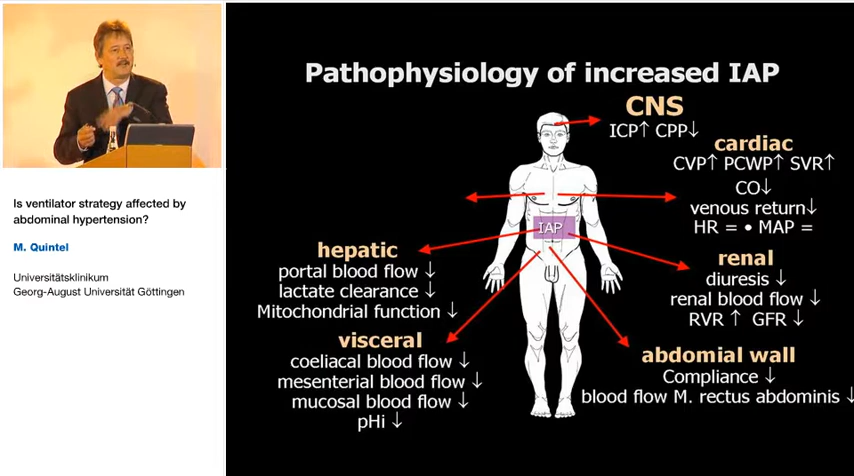 Is ventilator strategy affected by
abdominal hypertension?
M. Quintel
Universitätsklinikum
Georg-August Universität Göttingen
Pathophysiology of increased IAP
CNS
ICP↑ CPP↓
cardiac
CVP↑ PCWP↑ SVR↑
CO↓
venous return↓
HR = • MAP =
IAP
hepatic
portal blood flow ↓
lactate clearance ↓
Mitochondrial function ↓
renal
diuresis ↓
renal blood flow ↓
RVR ↑ GFR ↓
visceral
coeliacal blood flow ↓
mesenterial blood flow ↓
mucosal blood flow ↓
pHi ↓
abdomial wall
Compliance ↓
blood flow M. rectus abdominis ↓